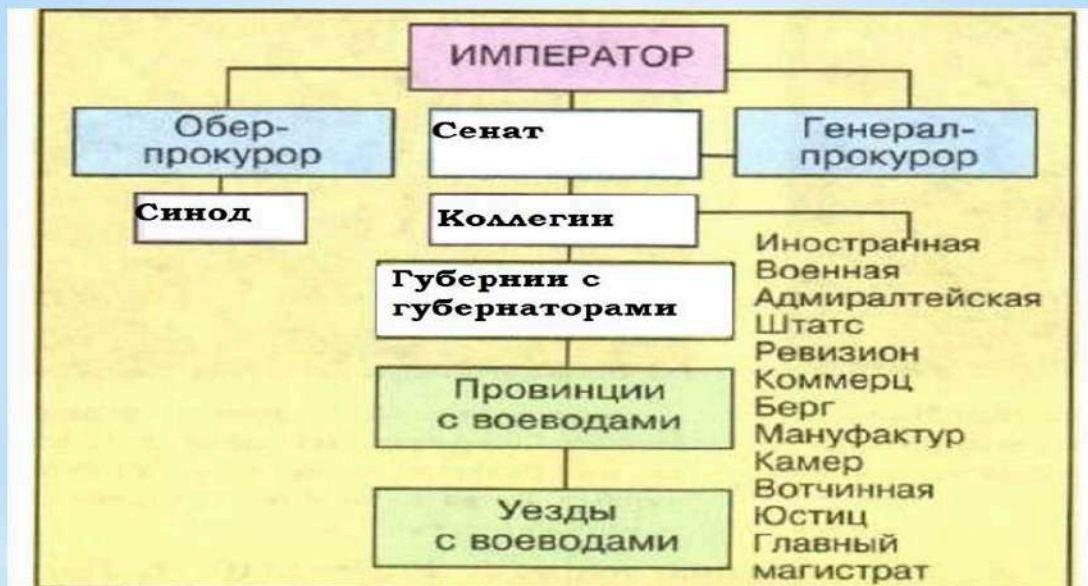 ИМПЕРАТОР
Обер-
прокурор
Сенат
Генерал-
прокурор
Синод
Коллегии
Губернии с
губернаторами
Провинции
с воеводами
Уезды
с воеводами
Иностранная
Военная
Адмиралтейская
Штатс
Ревизион
Коммерц
Берг
Мануфактур
Камер
Вотчинная
Юстиц
Главный
магистрат